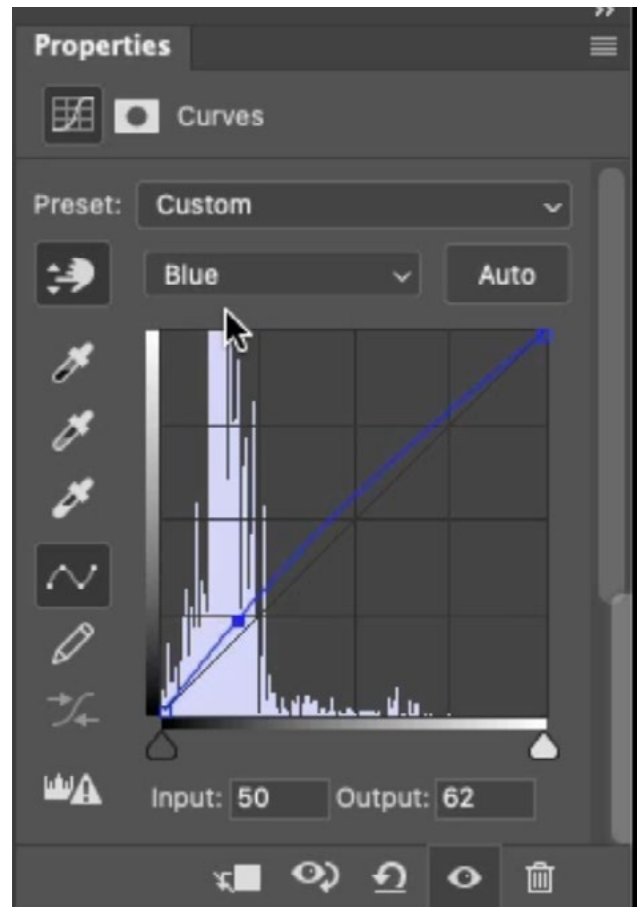 Properties
Curves
Preset: Custom
Blue Auto
Input: 50 Output: 62